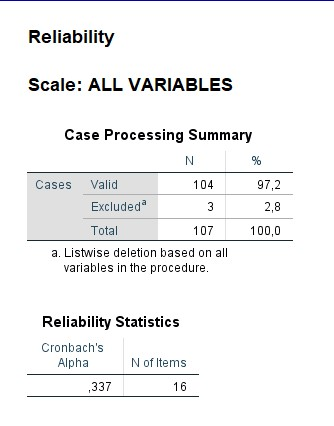 Reliability
Scale: ALL VARIABLES
Case Processing Summary
N %
Cases Valid 104 97,2
Excludedᵃ 3 2,8
Total 107 100,0
a. Listwise deletion based on all
variables in the procedure.
Reliability Statistics
Cronbach's
Alpha N of Items
,337 16